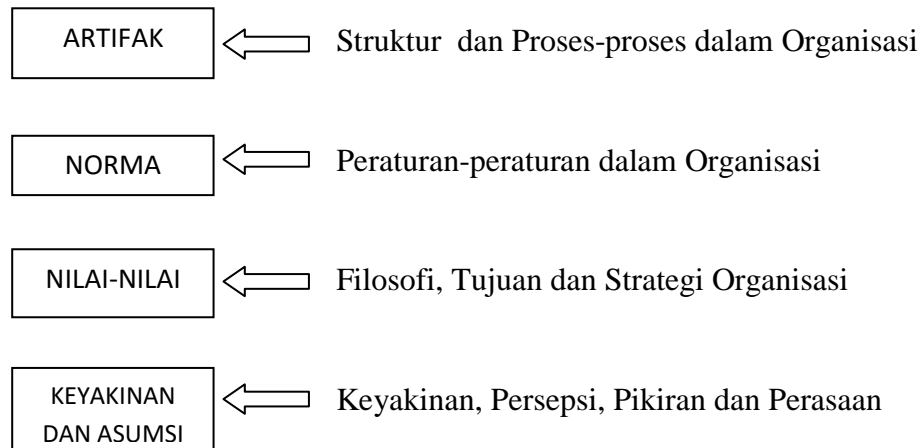 ARTIFAK
Struktur dan Proses-proses dalam Organisasi
NORMA
Peraturan-peraturan dalam Organisasi
NILAI-NILAI
Filosofi, Tujuan dan Strategi Organisasi
KEYAKINAN
DAN ASUMSI
Keyakinan, Persepsi, Pikiran dan Perasaan